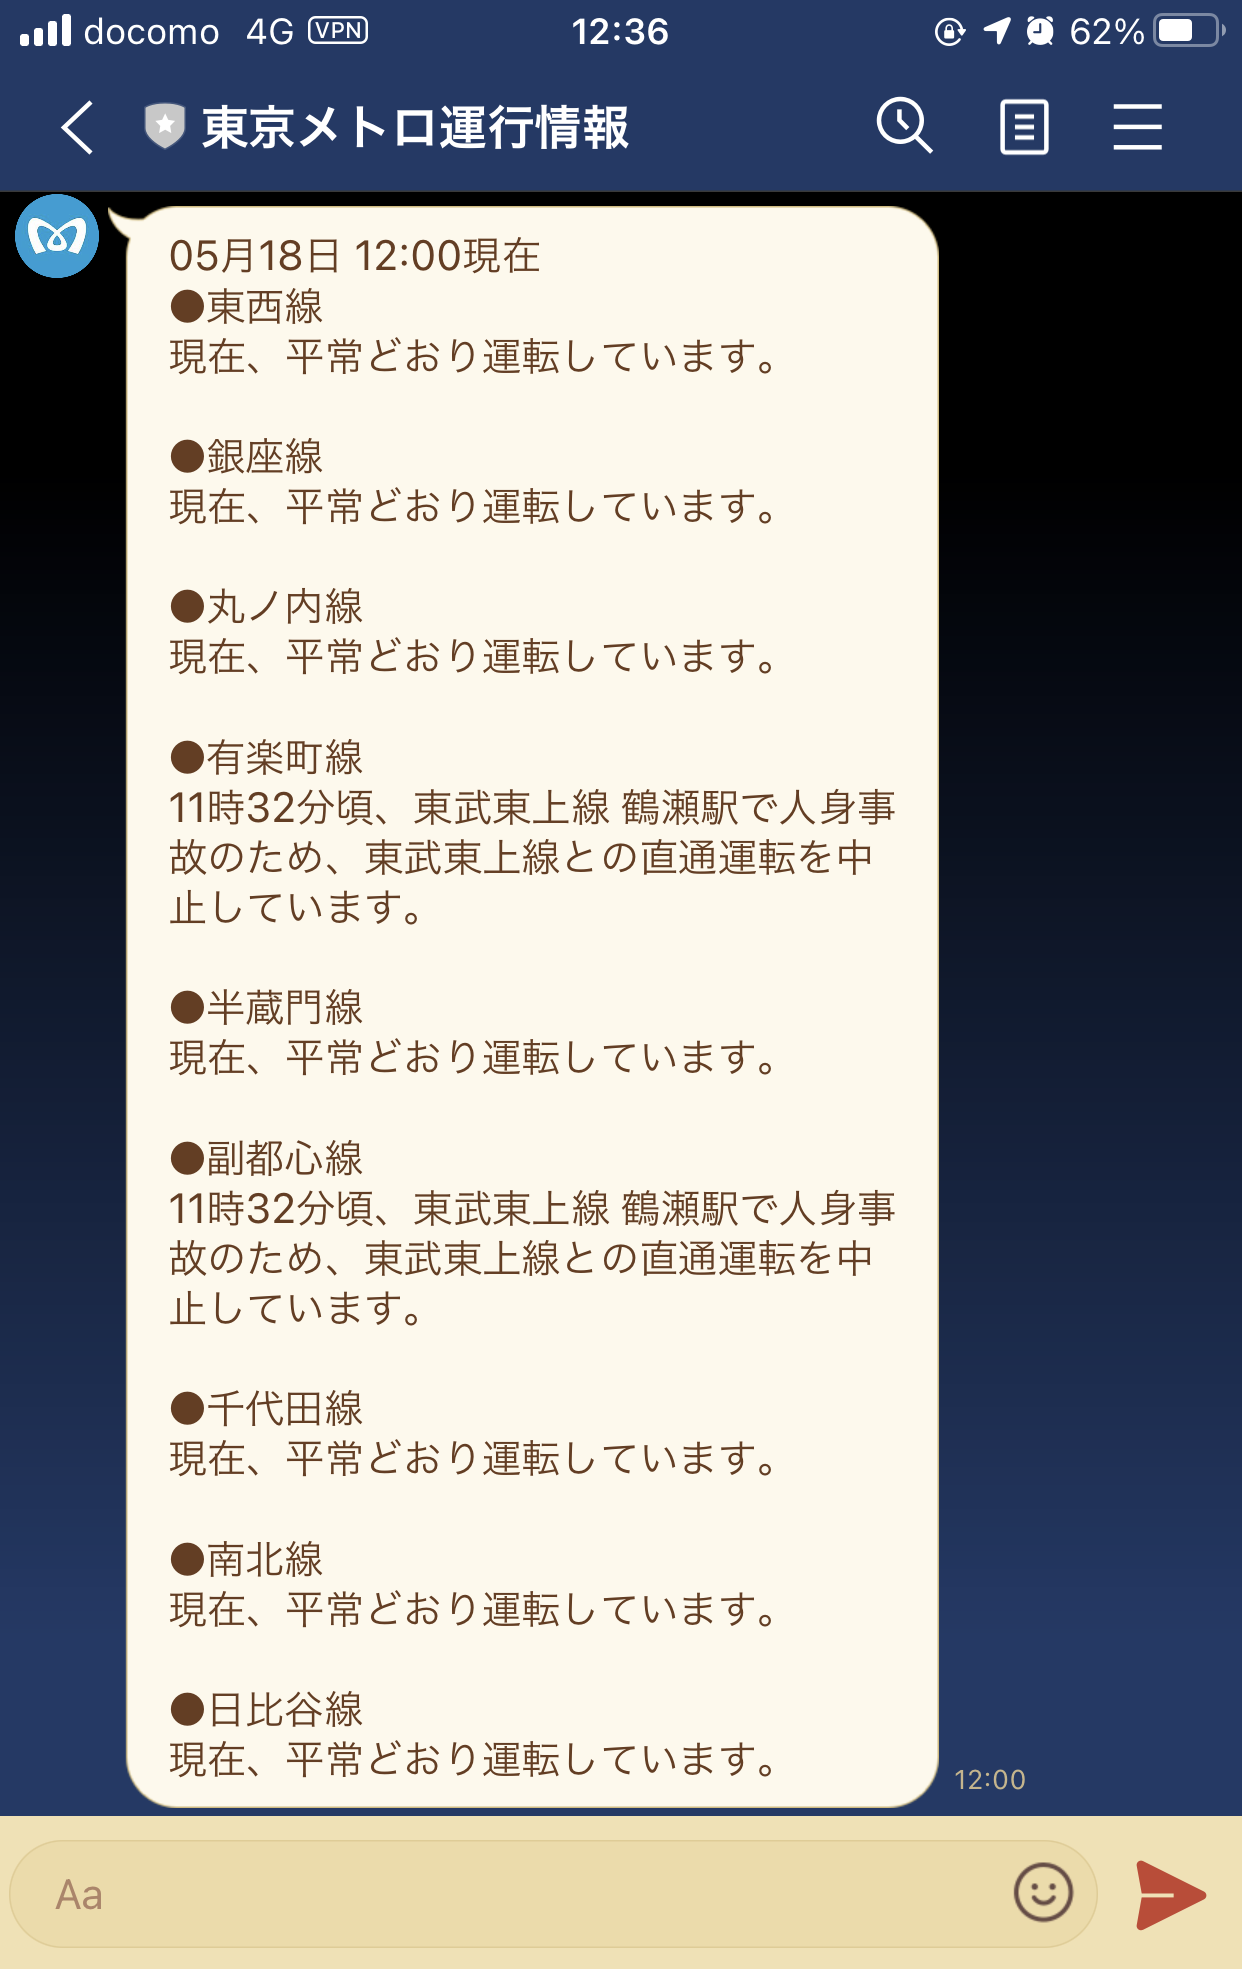 docomo 4G VPN 12:36 62%
東京メトロ運行情報
05月18日 12:00現在
●東西線
現在、平常どおり運転しています。
●銀座線
現在、平常どおり運転しています。
●丸ノ内線
現在、平常どおり運転しています。
●有楽町線
11時32分頃、東武東上線 鶴瀬駅で人身事
故のため、東武東上線との直通運転を中
止しています。
●半蔵門線
現在、平常どおり運転しています。
●副都心線
11時32分頃、東武東上線 鶴瀬駅で人身事
故のため、東武東上線との直通運転を中
止しています。
●千代田線
現在、平常どおり運転しています。
●南北線
現在、平常どおり運転しています。
●日比谷線
現在、平常どおり運転しています。
12:00
Aa